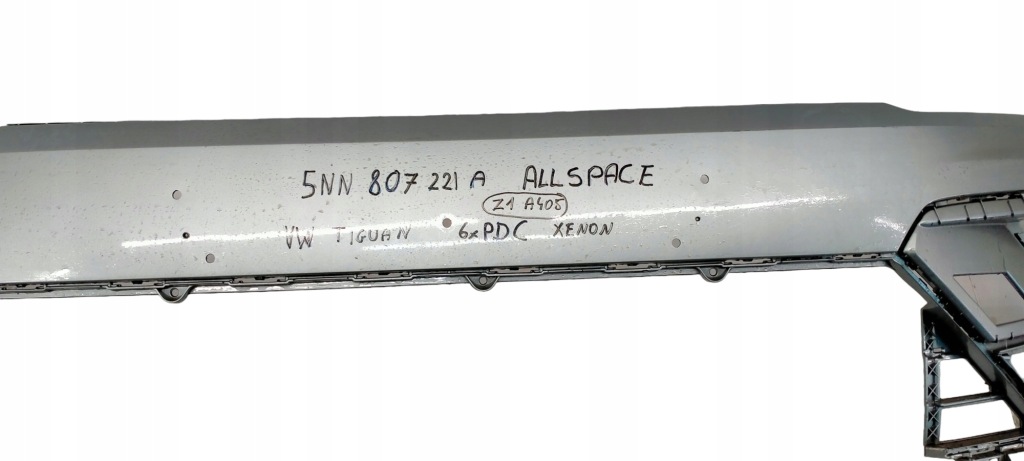 5NN 807 221 A ALLSPACE
Z1 A405
VW TIGUAN 6xPDC XENON